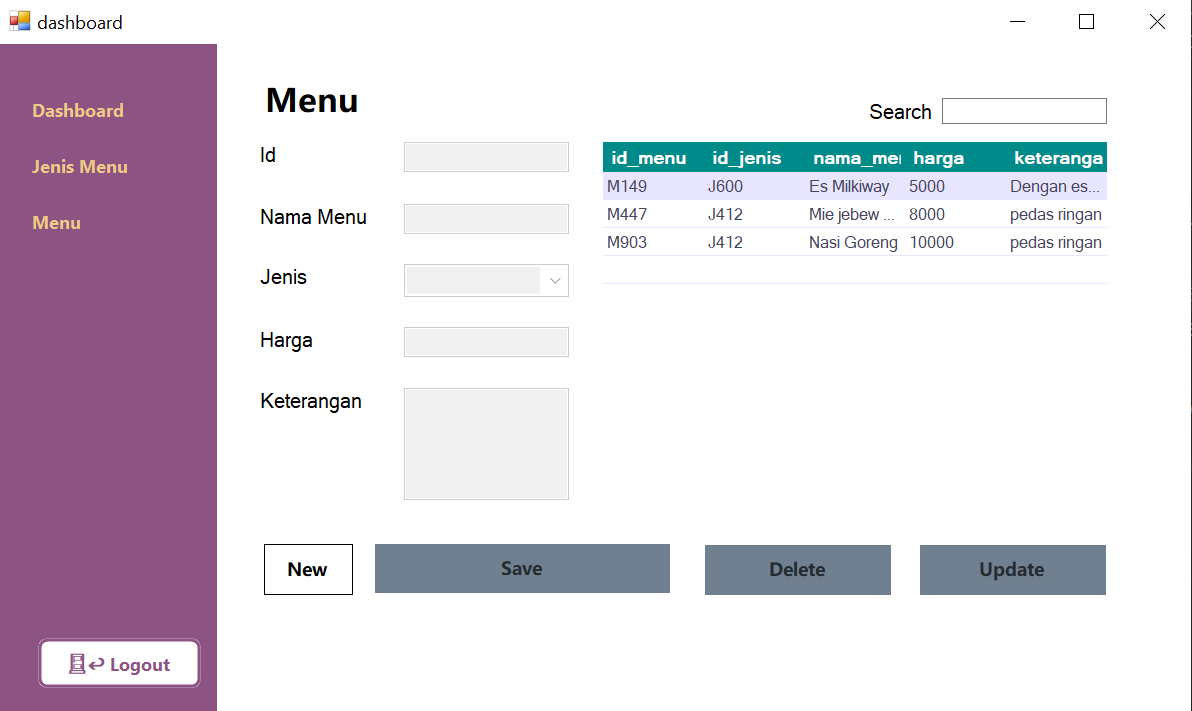 dashboard
Dashboard
Jenis Menu
Menu
Logout
Menu
Search
Id
Nama Menu
Jenis
Harga
Keterangan
id_menu id_jenis nama_mei harga keteranga
M149 J600 Es Milkiway 5000 Dengan es...
M447 J412 Mie jebew ... 8000 pedas ringan
M903 J412 Nasi Goreng 10000 pedas ringan
New Save Delete Update